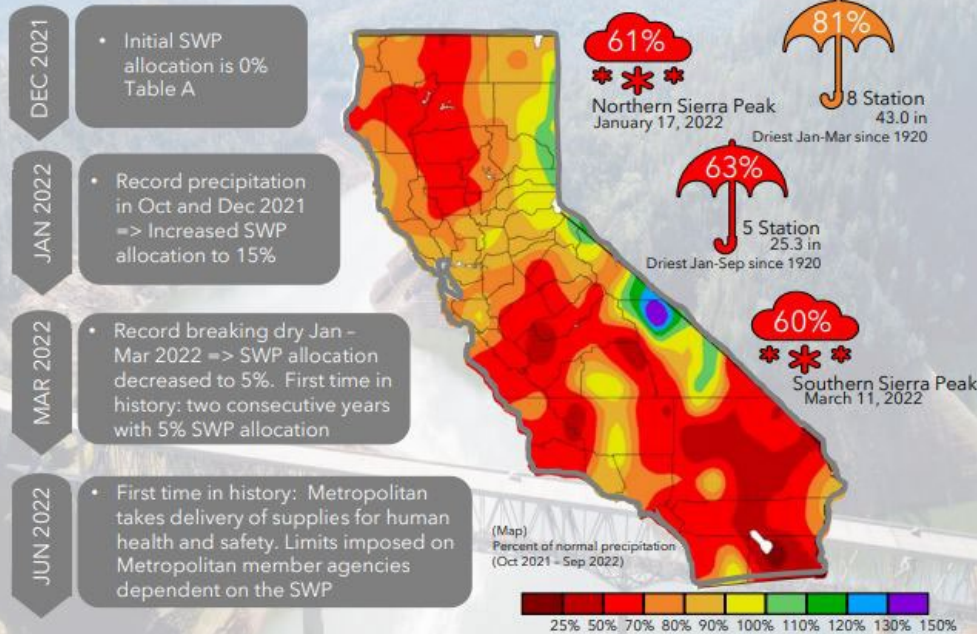 DEC 2021
• Initial SWP
allocation is 0%
Table A
JAN 2022
• Record precipitation
in Oct and Dec 2021
=> Increased SWP
allocation to 15%
MAR 2022
• Record breaking dry Jan –
Mar 2022 => SWP allocation
decreased to 5%. First time in
history: two consecutive years
with 5% SWP allocation
JUN 2022
• First time in history: Metropolitan
takes delivery of supplies for human
health and safety. Limits imposed on
Metropolitan member agencies
dependent on the SWP
61%
Northern Sierra Peak
January 17, 2022
81%
8 Station
43.0 in
Driest Jan-Mar since 1920
63%
5 Station
25.3 in
Driest Jan-Sep since 1920
60%
Southern Sierra Peak
March 11, 2022
(Map)
Percent of normal precipitation
(Oct 2021 - Sep 2022)
25% 50% 70% 80% 90% 100% 110% 120% 130% 150%